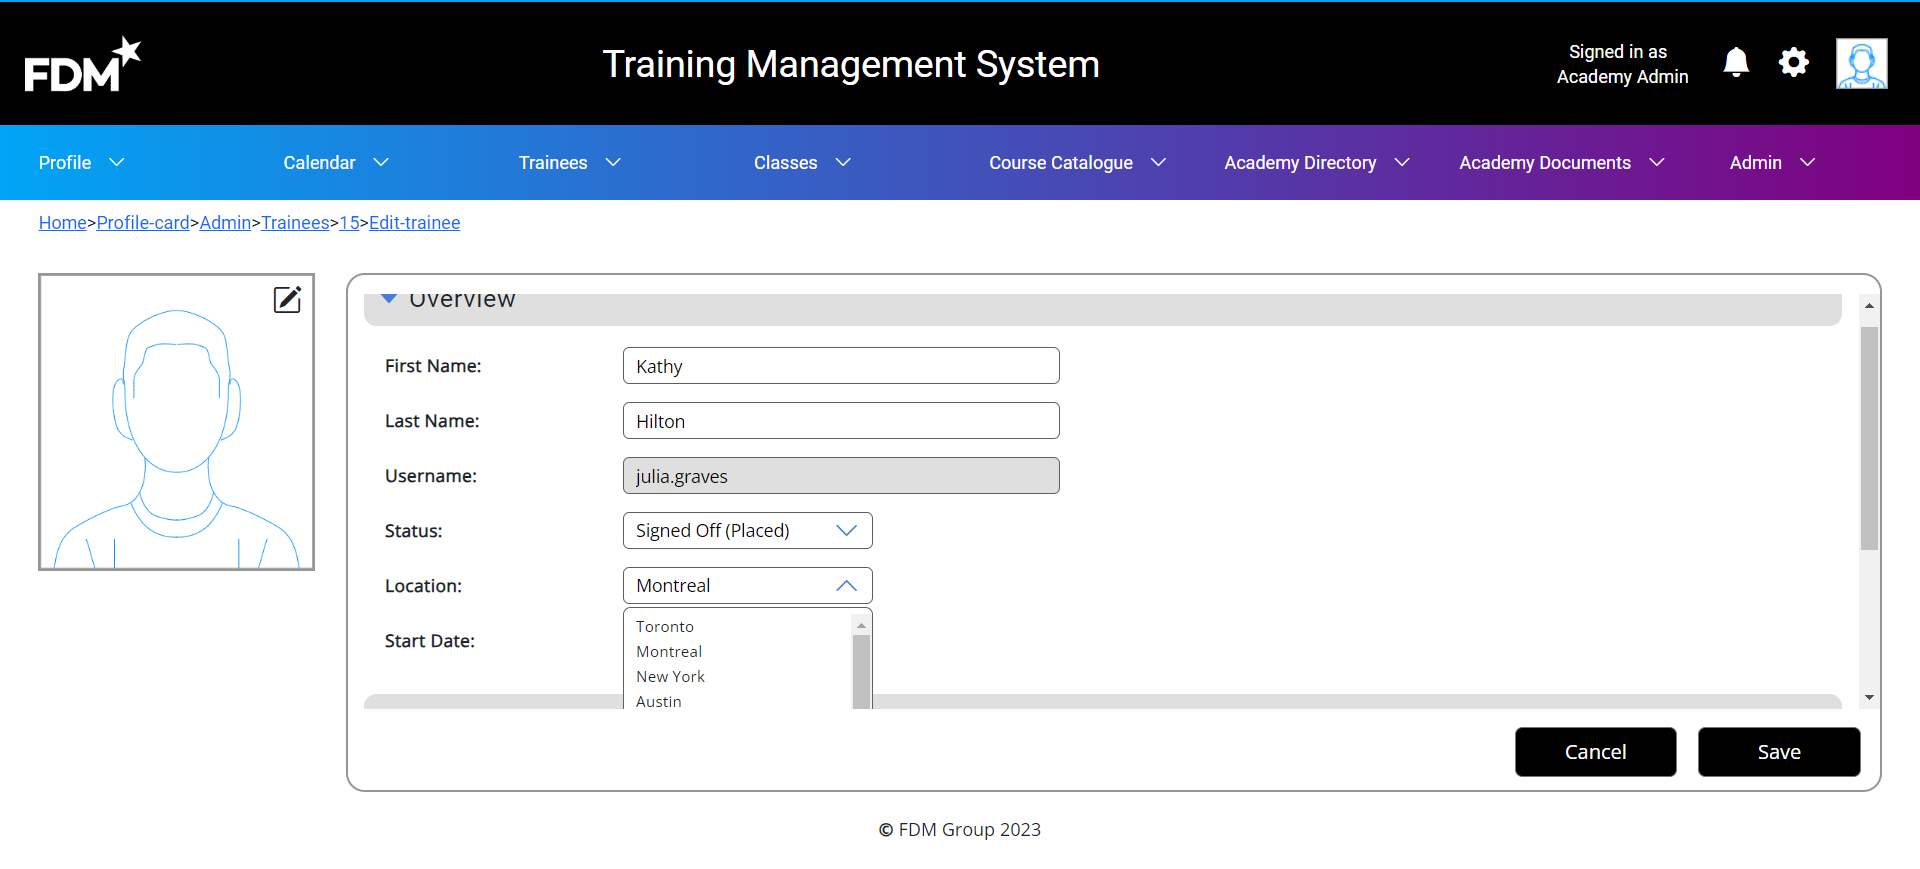 FDM
Training Management System
Signed in as
Academy Admin
Profile
Calendar
Trainees
Classes
Course Catalogue
Academy Directory
Academy Documents
Admin
Home>Profile-card>Admin>Trainees>15>Edit-trainee
Overview
First Name: Kathy
Last Name: Hilton
Username: julia.graves
Status: Signed Off (Placed)
Location: Montreal
Toronto
Start Date:
Montreal
New York
Austin
Cancel
Save
© FDM Group 2023